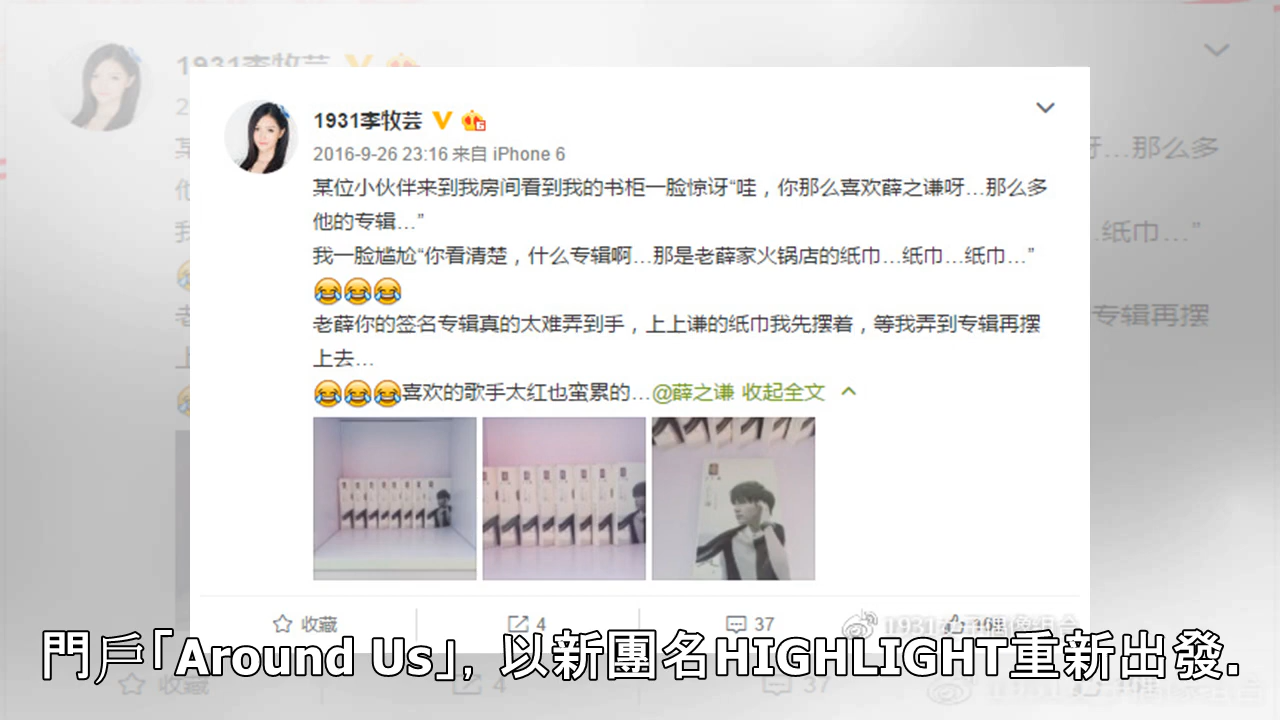 1931李牧芸
2016-9-26 23:16 来自 iPhone 6
某位小伙伴来到我房间看到我的书柜一脸惊讶“哇，你那么喜欢薛之谦呀...那么多
他的专辑...”
我一脸尴尬“你看清楚，什么专辑啊...那是老薛家火锅店的纸巾...纸巾...纸巾...”
😂😂😂
老薛你的签名专辑真的太难弄到手，上上谦的纸巾我先摆着，等我弄到专辑再摆
上去...
😂😂😂喜欢的歌手太红也蛮累的...@薛之谦 收起全文
收藏
4
37
門戶「Around Us」, 以新團名HIGHLIGHT重新出發.